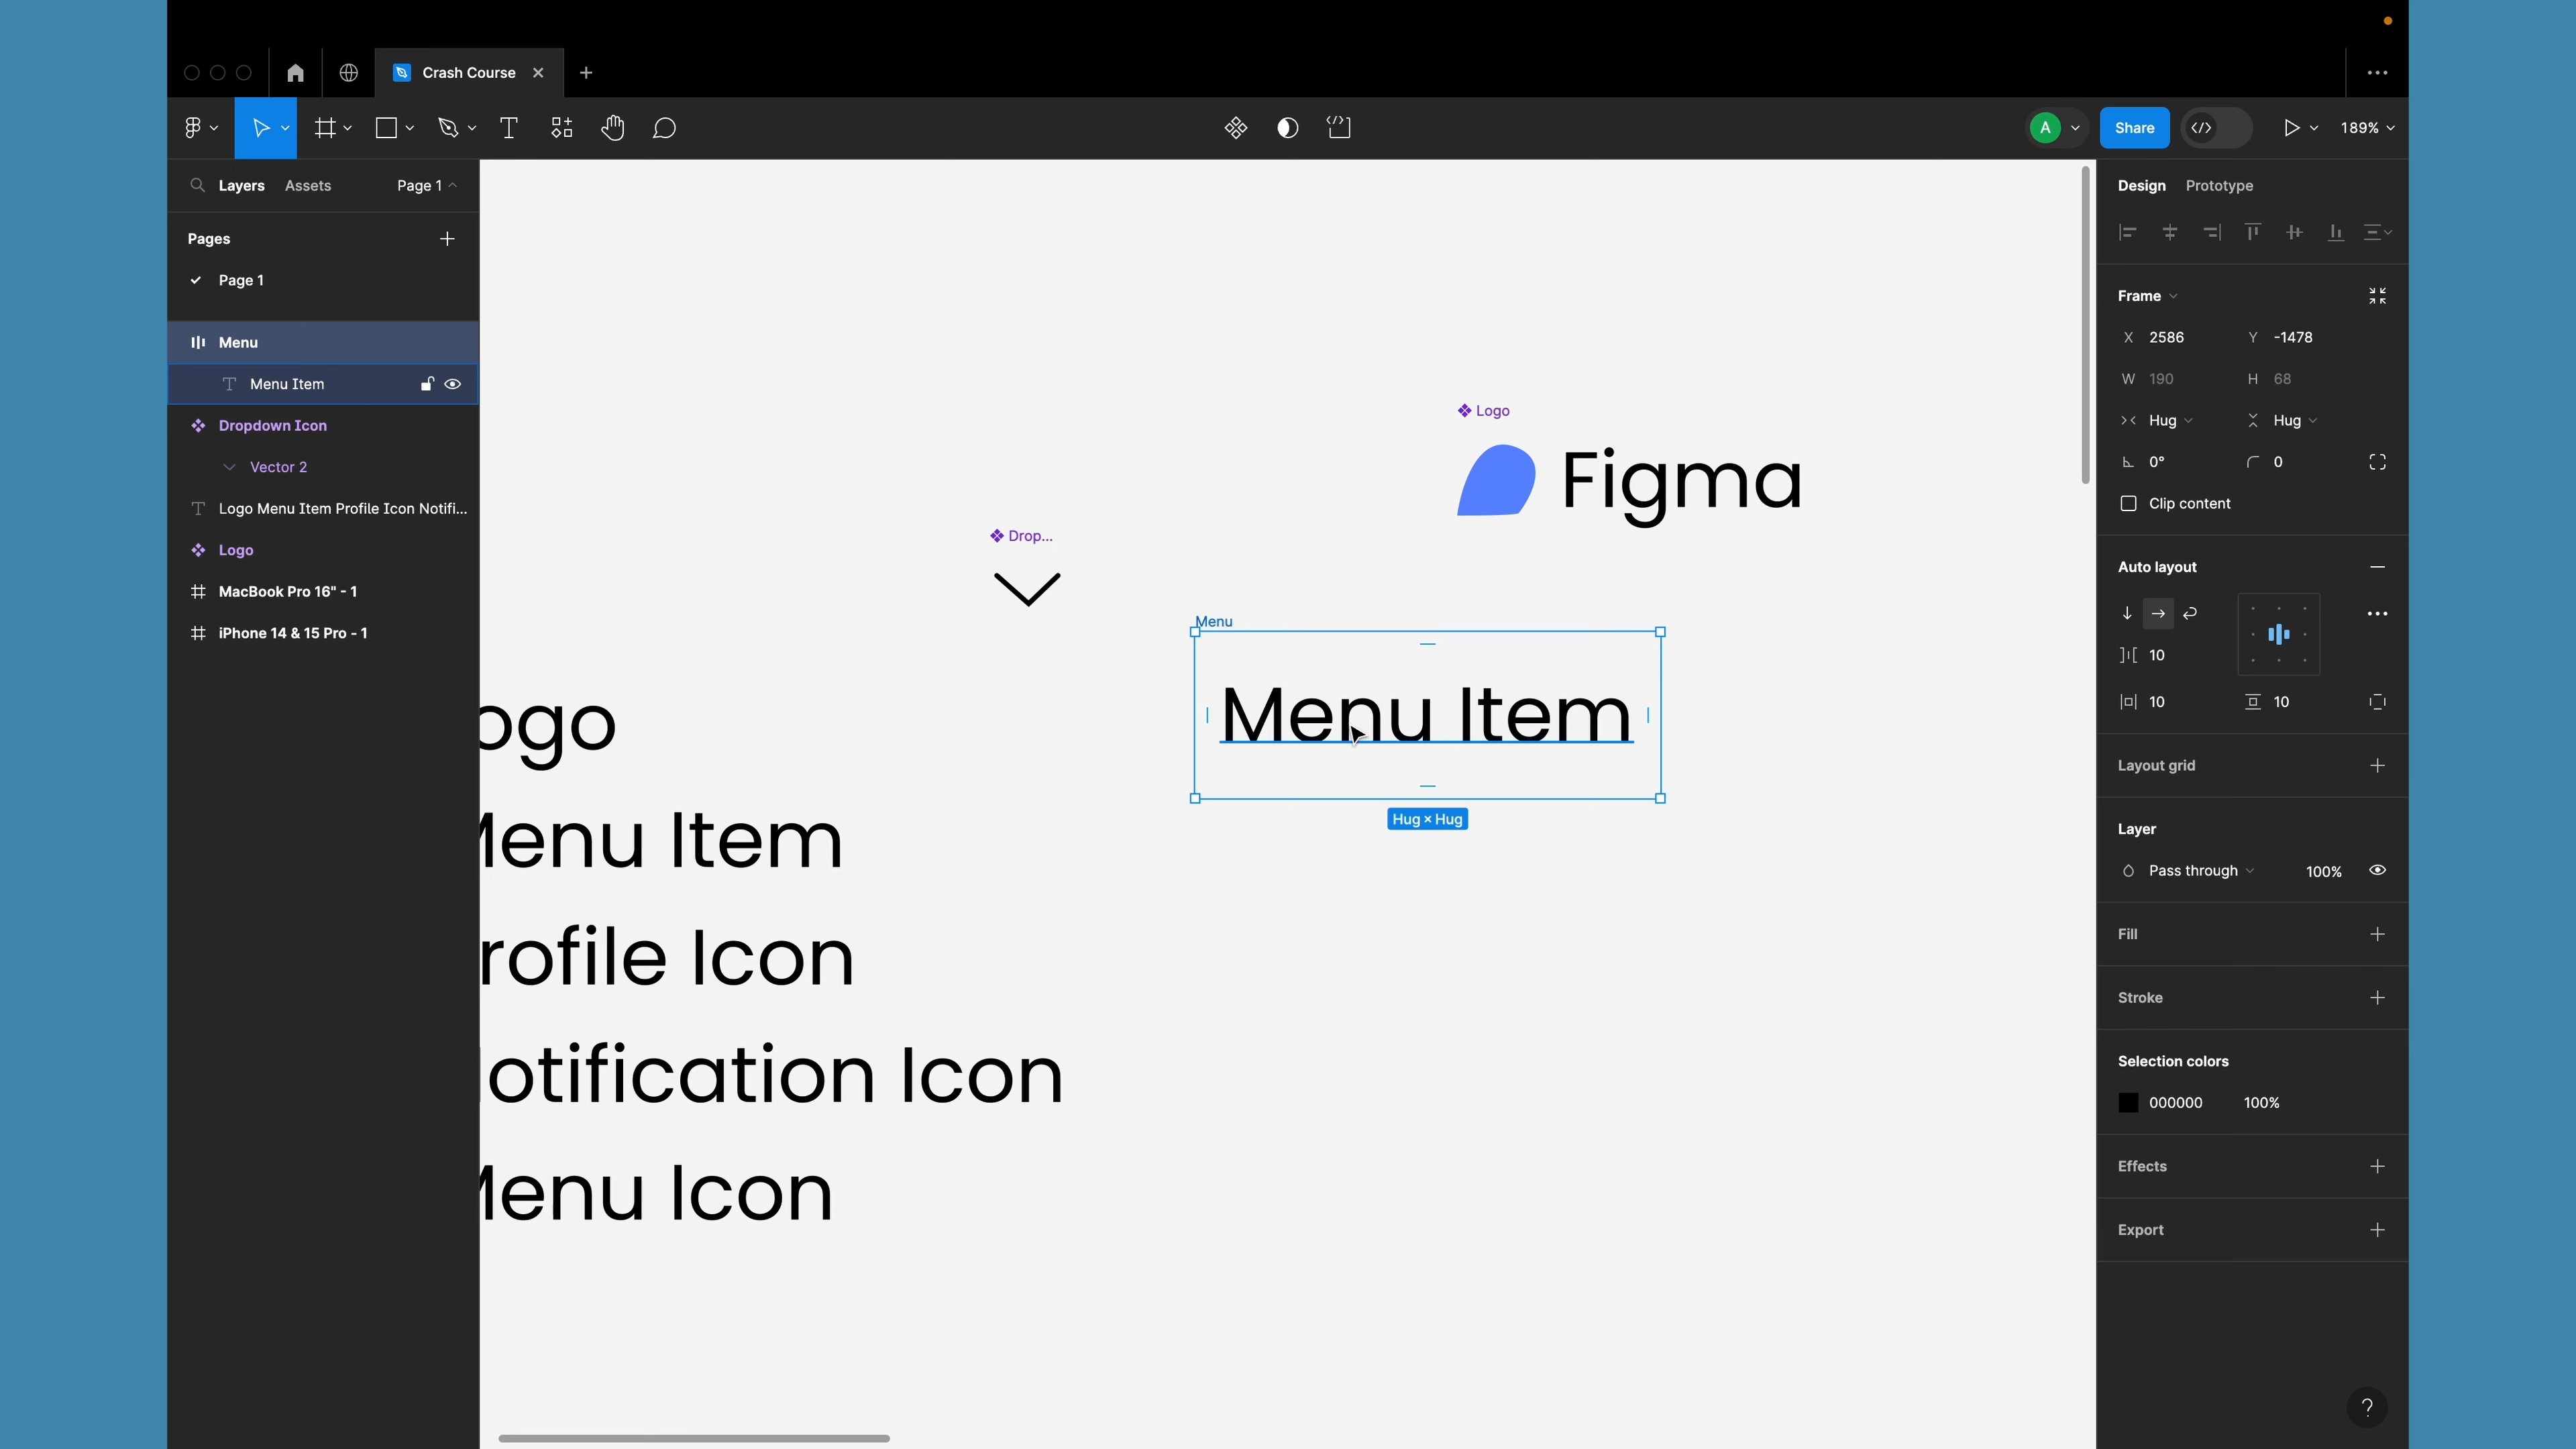 Crash Course
A
Share
189%
Layers Assets Page 1
Pages
Page 1
Menu
Menu Item
Dropdown Icon
Vector 2
Logo Menu Item Profile Icon Notifi...
Logo
MacBook Pro 16" - 1
iPhone 14 & 15 Pro - 1
Logo
Figma
Drop...
Menu
Menu Item
Hug × Hug
ogo
Menu Item
rofile Icon
otification Icon
Menu Icon
Design Prototype
Frame
X 2586 Y -1478
W 190 H 68
Hug Hug
0° 0
Clip content
Auto layout
10
10 10
Layout grid
Layer
Pass through 100%
Fill
Stroke
Selection colors
000000 100%
Effects
Export
?